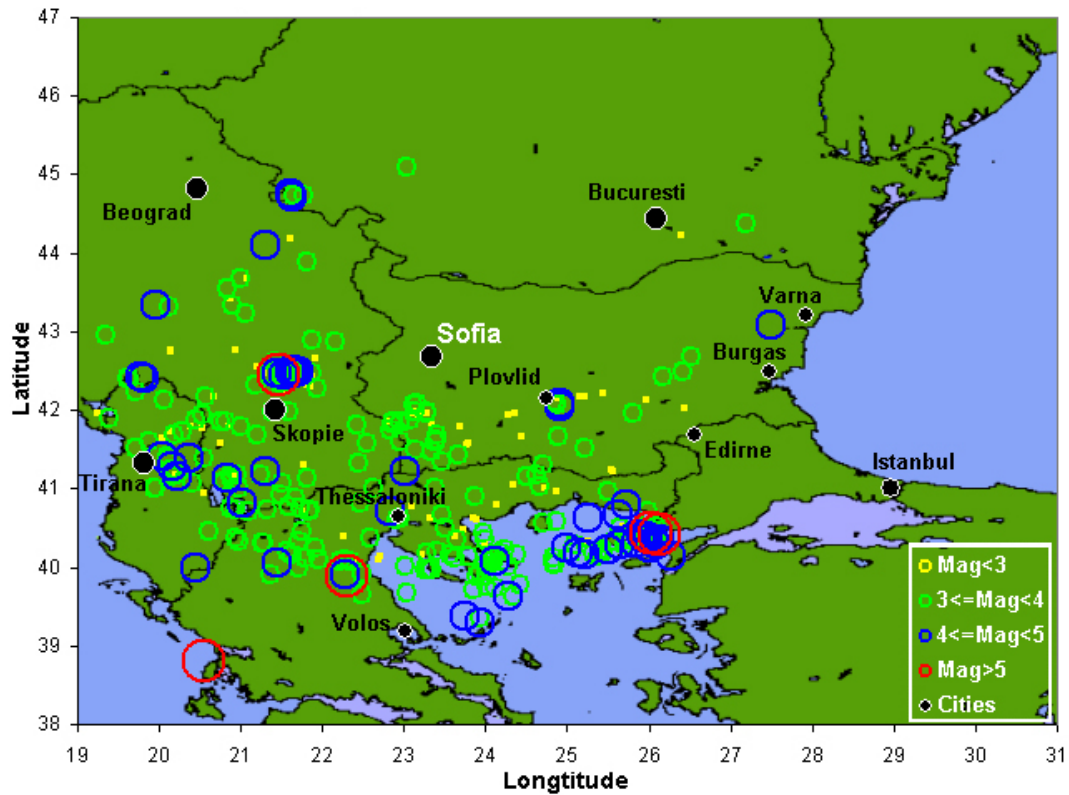 47
46
45
44
43
42
41
40
39
38
Latitude
Beograd
Bucuresti
Varna
Sofia
Burgas
Plovlid
Skopie
Edirne
Tirana
Istanbul
Thessaloniki
Volos
Mag<3
3<=Mag<4
4<=Mag<5
Mag>5
Cities
19 20 21 22 23 24 25 26 27 28 29 30 31
Longtitude